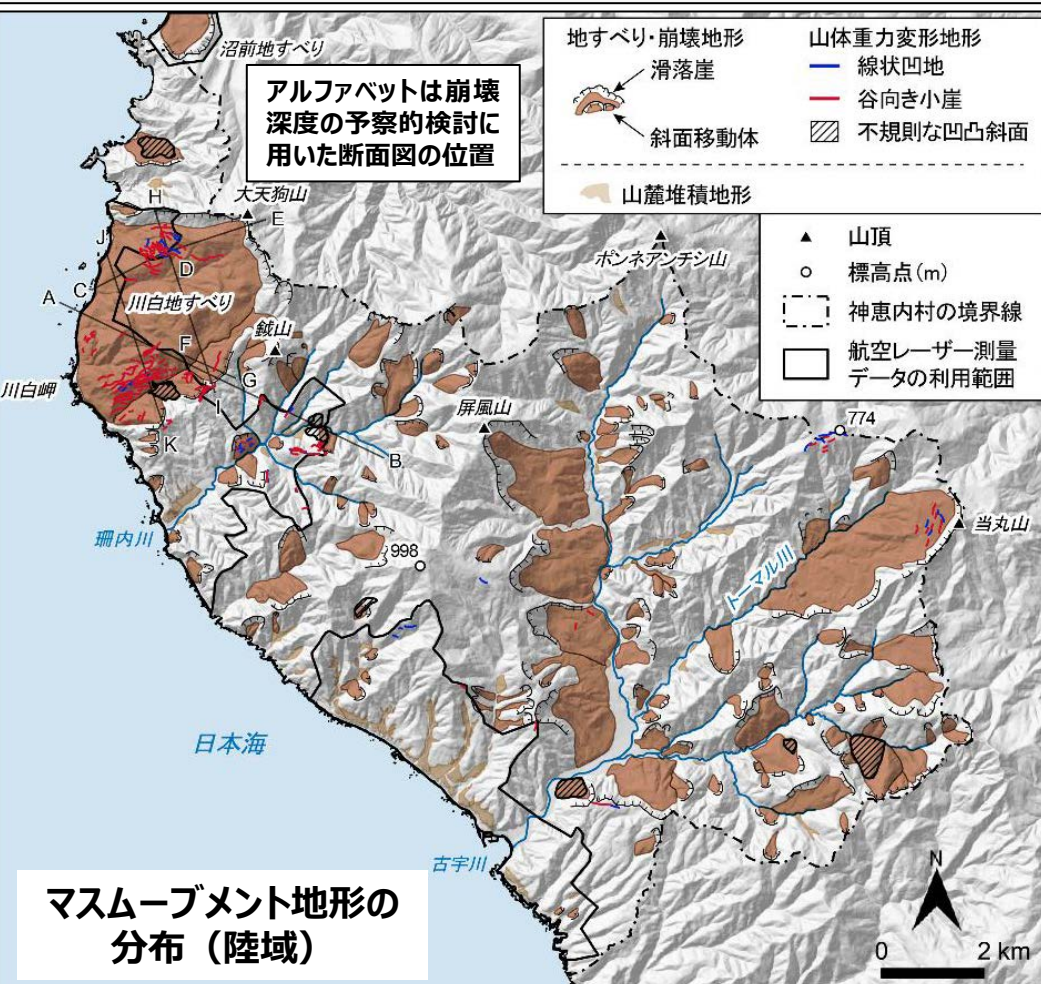 沼前地すべり
アルファベットは崩壊
深度の予察的検討に
用いた断面図の位置
地すべり・崩壊地形
滑落崖
斜面移動体
山体重力変形地形
線状凹地
谷向き小崖
不規則な凹凸斜面
山麓堆積地形
山頂
標高点(m)
神恵内村の境界線
航空レーザー測量
データの利用範囲
H
大天狗山
J
E
ポンネアンチシ山
D
C
A
川白地すべり
鉞山
F
川白岬
G
I
屏風山
774
K
B
当丸山
珊内川
998
トーマル川
日本海
古宇川
マスムーブメント地形の
分布（陸域）
N
0 2 km